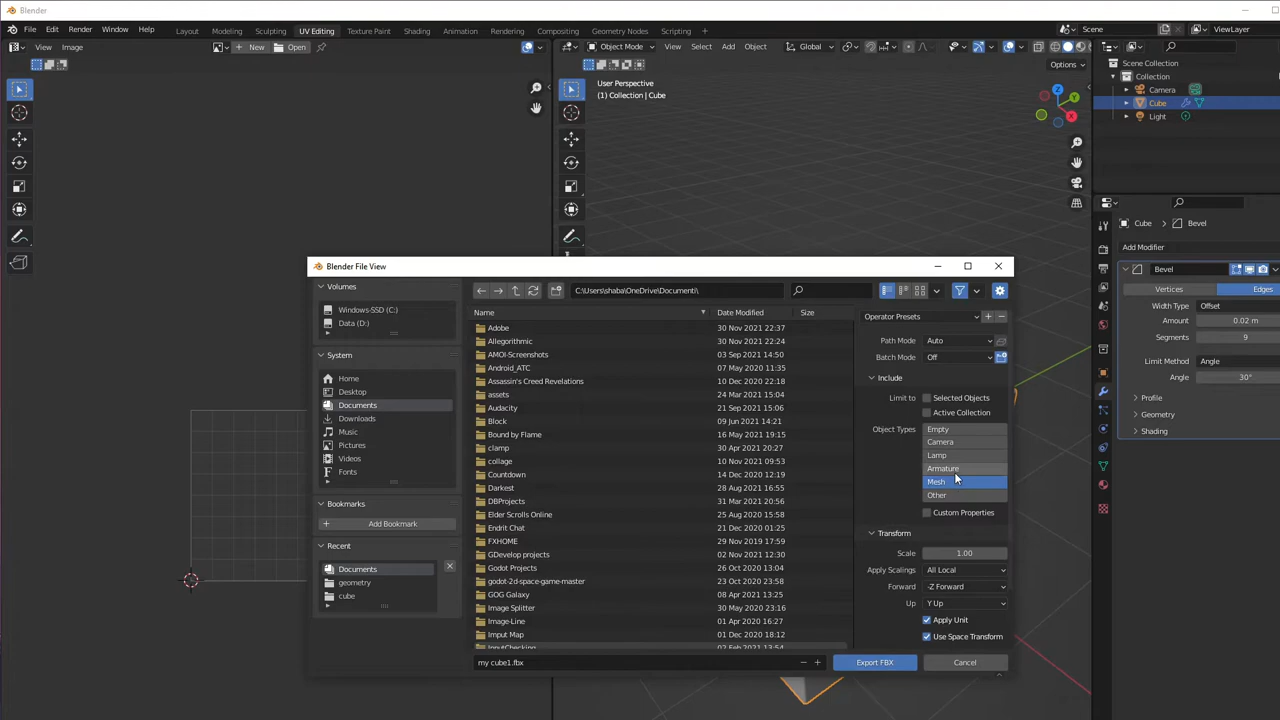 Blender
File Edit Render Window Help
Layout Modeling Sculpting UV Editing Texture Paint Shading Animation Rendering Compositing Geometry Nodes Scripting
Scene ViewLayer
View Image New Open
Object Mode View Select Add Object Global
Options
User Perspective
(1) Collection | Cube
Scene Collection
Collection
Camera
Cube
Light
Cube > Bevel
Add Modifier
Bevel
Vertices Edges
Width Type Offset
Amount 0.02 m
Segments 9
Limit Method Angle
Angle 30°
Profile
Geometry
Shading
Blender File View
Volumes
Windows-SSD (C:)
Data (D:)
System
Home
Desktop
Documents
Downloads
Music
Pictures
Videos
Fonts
Bookmarks
Add Bookmark
Recent
Documents
geometry
cube
C:\Users\shaba\OneDrive\Documenti\
Name Date Modified Size
Adobe 30 Nov 2021 22:37
Allegorithmic 30 Nov 2021 22:24
AMOI-Screenshots 03 Sep 2021 14:50
Android_ATC 07 May 2020 11:35
Assassin's Creed Revelations 10 Dec 2020 22:18
assets 24 Mar 2021 15:04
Audacity 21 Sep 2021 15:06
Block 09 Jun 2021 14:21
Bound by Flame 16 May 2021 19:15
clamp 30 Apr 2021 20:27
collage 10 Nov 2021 09:53
Countdown 14 Dec 2020 12:19
Darkest 28 Aug 2021 16:55
DBProjects 31 Mar 2021 20:56
Elder Scrolls Online 30 Aug 2021 16:06
Endrit Chat 21 Dec 2020 01:25
FXHOME 29 Nov 2019 17:59
GDevelop projects 02 Nov 2021 12:30
Godot Projects 26 Oct 2020 13:04
godot-2d-space-game-master 23 Oct 2020 23:58
GOG Galaxy 08 Apr 2021 13:25
Image Splitter 30 May 2020 23:16
Image-Line 01 Apr 2020 16:27
Imput Map 01 Dec 2020 18:12
InputChecking 02 Feb 2021 13:54
my cube1.fbx
Operator Presets
Path Mode Auto
Batch Mode Off
Include
Limit to Selected Objects
Active Collection
Object Types Empty
Camera
Lamp
Armature
Mesh
Other
Custom Properties
Transform
Scale 1.00
Apply Scalings All Local
Forward -Z Forward
Up Y Up
Apply Unit
Use Space Transform
Export FBX Cancel